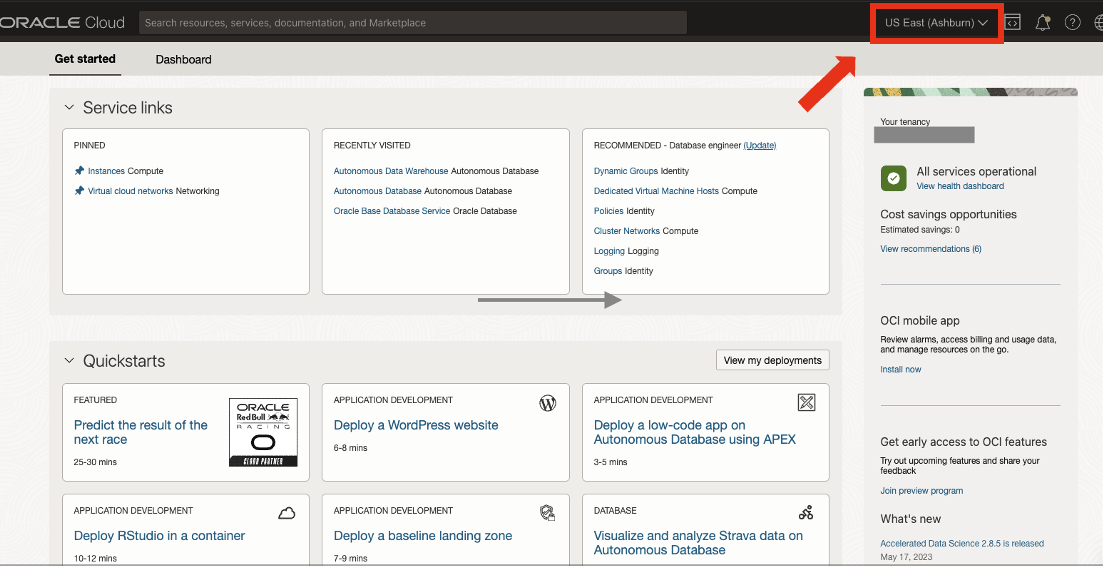 ORACLE Cloud
Search resources, services, documentation, and Marketplace
US East (Ashburn)
Get started
Dashboard
Service links
PINNED
Instances Compute
Virtual cloud networks Networking
RECENTLY VISITED
Autonomous Data Warehouse Autonomous Database
Autonomous Database Autonomous Database
Oracle Base Database Service Oracle Database
RECOMMENDED - Database engineer (Update)
Dynamic Groups Identity
Dedicated Virtual Machine Hosts Compute
Policies Identity
Cluster Networks Compute
Logging Logging
Groups Identity
Your tenancy
All services operational
View health dashboard
Cost savings opportunities
Estimated savings: 0
View recommendations (6)
OCI mobile app
Review alarms, access billing and usage data,
and manage resources on the go.
Install now
Get early access to OCI features
Try out upcoming features and share your
feedback
Join preview program
What's new
Accelerated Data Science 2.8.5 is released
May 17, 2023
Quickstarts
View my deployments
FEATURED
Predict the result of the
next race
25-30 mins
ORACLE
Red Bull
RACING
CLOUD PARTNER
APPLICATION DEVELOPMENT
Deploy a WordPress website
6-8 mins
APPLICATION DEVELOPMENT
Deploy a low-code app on
Autonomous Database using APEX
3-5 mins
APPLICATION DEVELOPMENT
Deploy RStudio in a container
10-12 mins
APPLICATION DEVELOPMENT
Deploy a baseline landing zone
7-9 mins
DATABASE
Visualize and analyze Strava data on
Autonomous Database